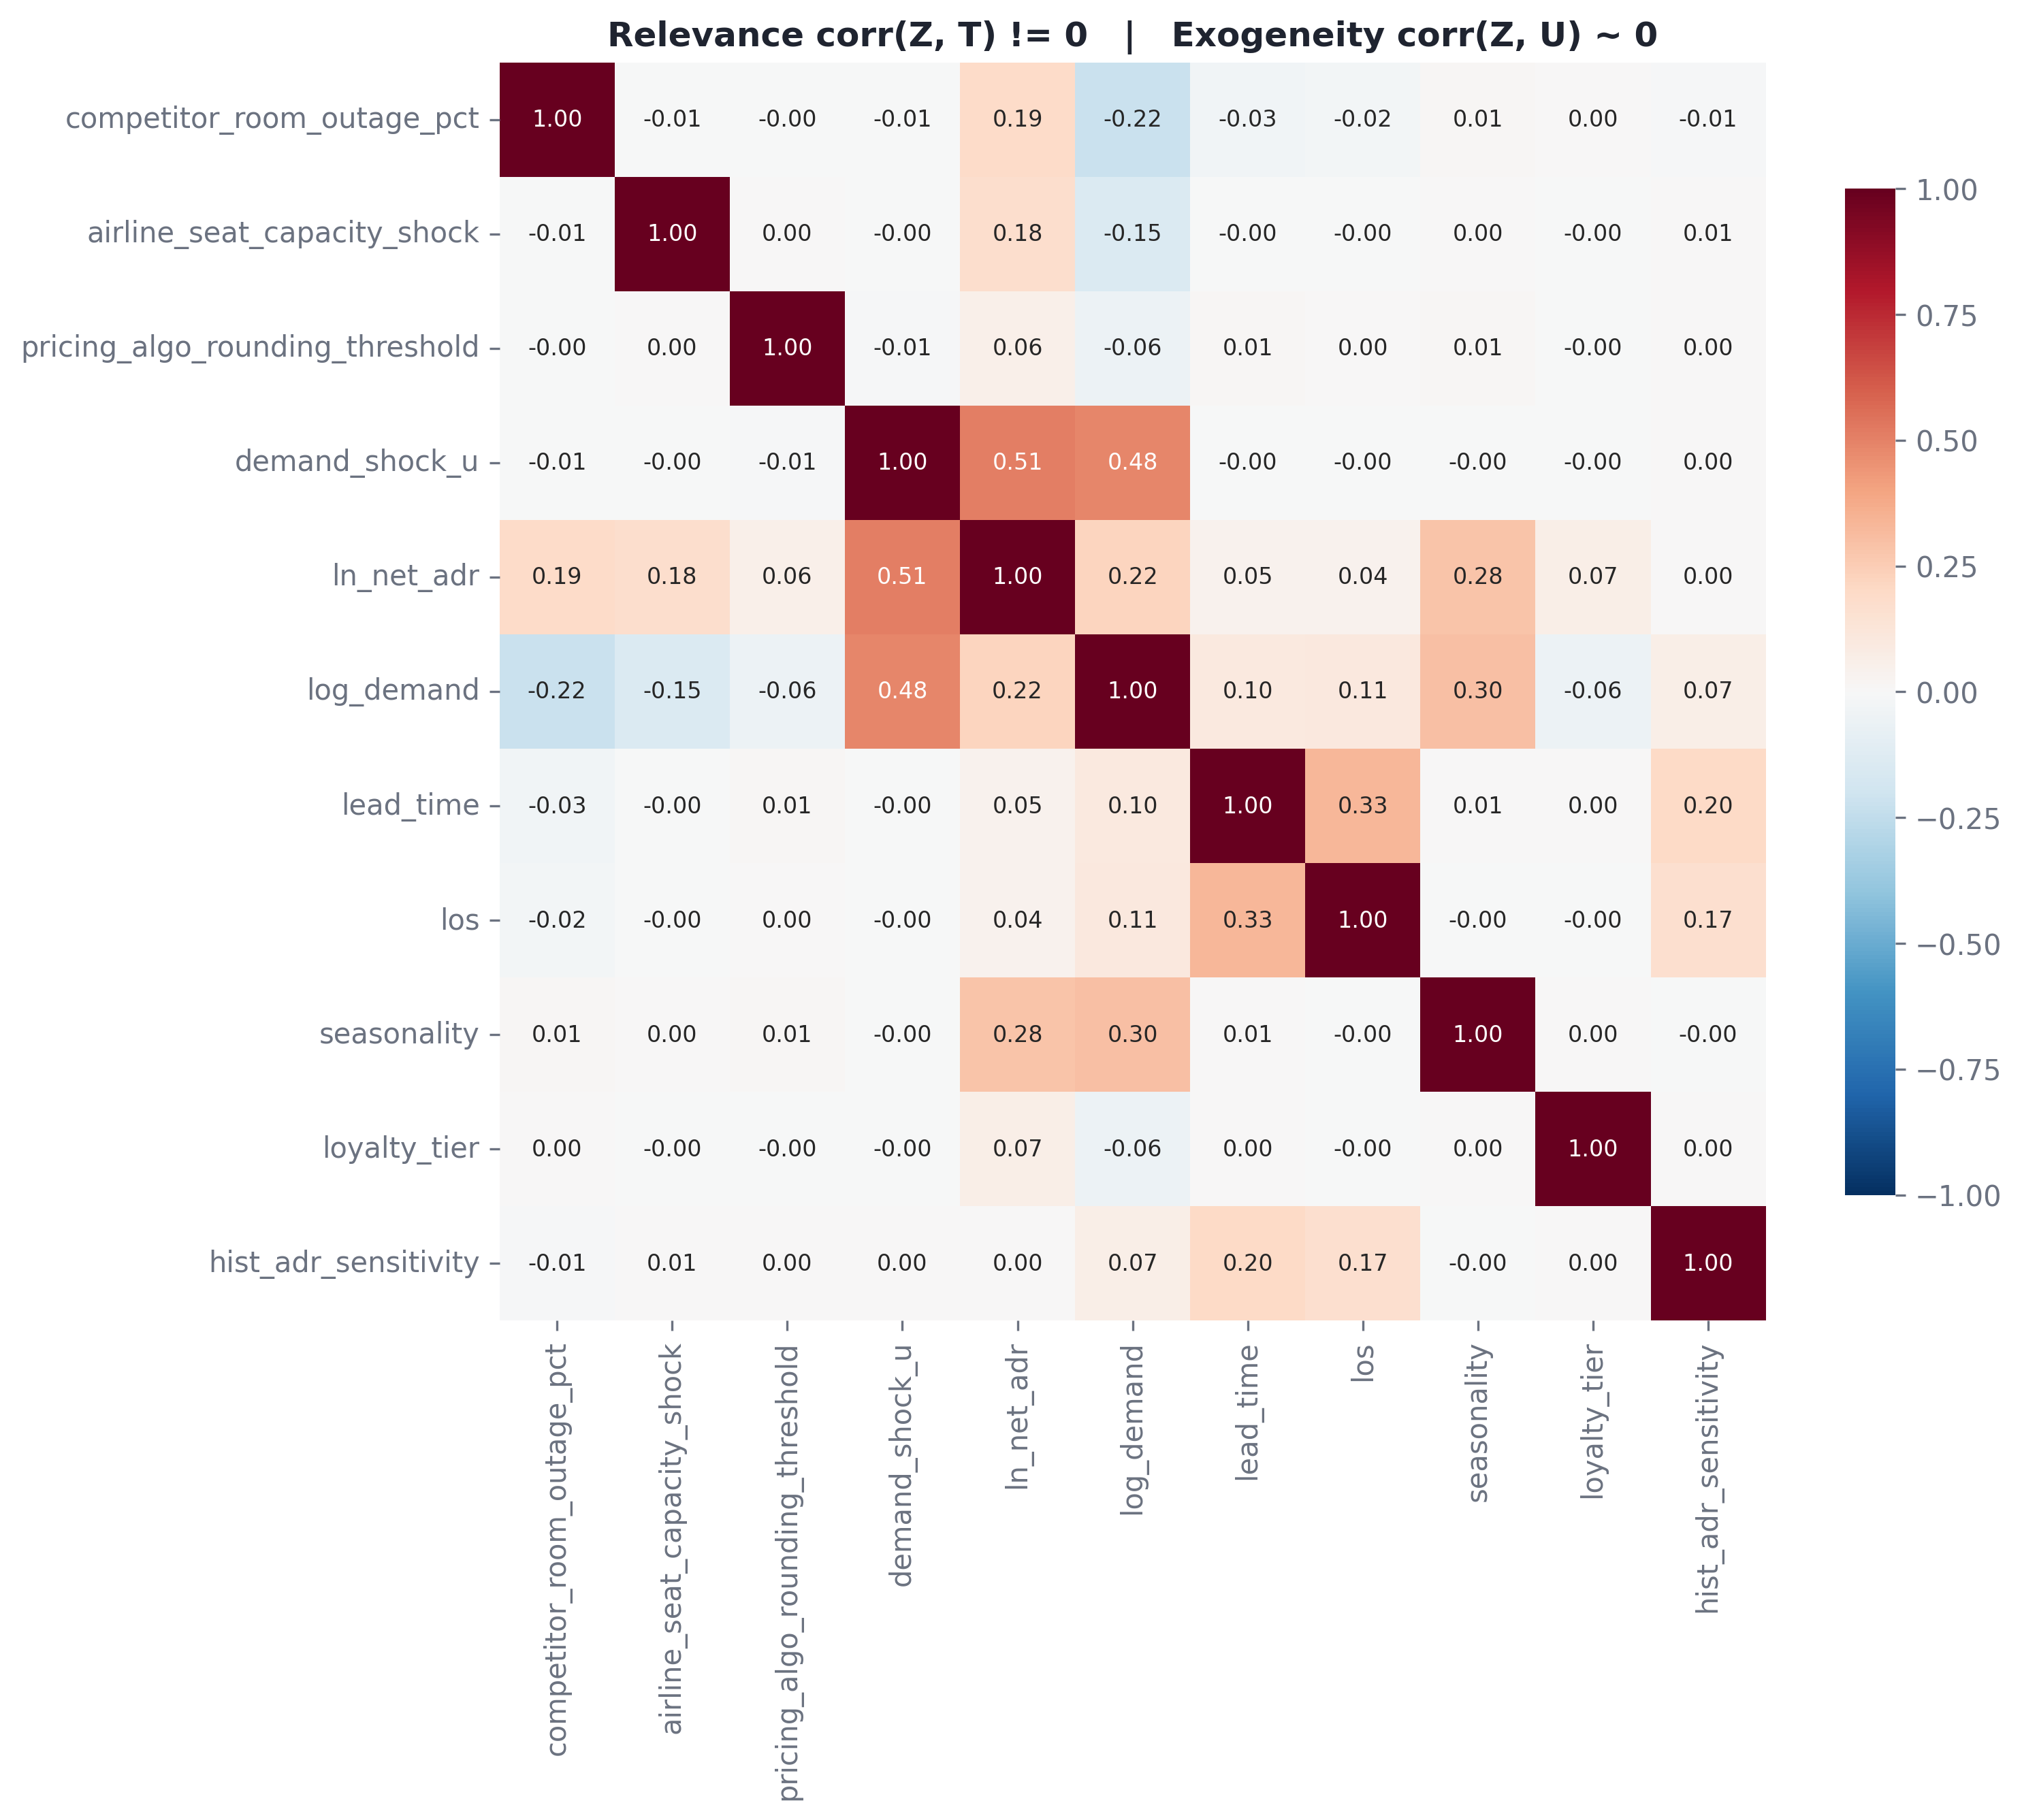 Relevance corr(Z, T) != 0 | Exogeneity corr(Z, U) ~ 0
competitor_room_outage_pct 1.00 -0.01 -0.00 -0.01 0.19 -0.22 -0.03 -0.02 0.01 0.00 -0.01
airline_seat_capacity_shock -0.01 1.00 0.00 -0.00 0.18 -0.15 -0.00 -0.00 0.00 -0.00 0.01
pricing_algo_rounding_threshold -0.00 0.00 1.00 -0.01 0.06 -0.06 0.01 0.00 0.01 -0.00 0.00
demand_shock_u -0.01 -0.00 -0.01 1.00 0.51 0.48 -0.00 -0.00 -0.00 -0.00 0.00
ln_net_adr 0.19 0.18 0.06 0.51 1.00 0.22 0.05 0.04 0.28 0.07 0.00
log_demand -0.22 -0.15 -0.06 0.48 0.22 1.00 0.10 0.11 0.30 -0.06 0.07
lead_time -0.03 -0.00 0.01 -0.00 0.05 0.10 1.00 0.33 0.01 0.00 0.20
los -0.02 -0.00 0.00 -0.00 0.04 0.11 0.33 1.00 -0.00 -0.00 0.17
seasonality 0.01 0.00 0.01 -0.00 0.28 0.30 0.01 -0.00 1.00 0.00 -0.00
loyalty_tier 0.00 -0.00 -0.00 -0.00 0.07 -0.06 0.00 -0.00 0.00 1.00 0.00
hist_adr_sensitivity -0.01 0.01 0.00 0.00 0.00 0.07 0.20 0.17 -0.00 0.00 1.00
competitor_room_outage_pct
airline_seat_capacity_shock
pricing_algo_rounding_threshold
demand_shock_u
ln_net_adr
log_demand
lead_time
los
seasonality
loyalty_tier
hist_adr_sensitivity
1.00
0.75
0.50
0.25
0.00
−0.25
−0.50
−0.75
−1.00